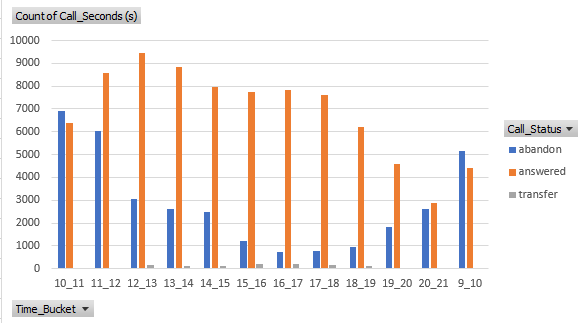 Count of Call_Seconds (s)
10000
9000
8000
7000
6000
5000
4000
3000
2000
1000
0
10_11 11_12 12_13 13_14 14_15 15_16 16_17 17_18 18_19 19_20 20_21 9_10
Call_Status
abandon
answered
transfer
Time_Bucket